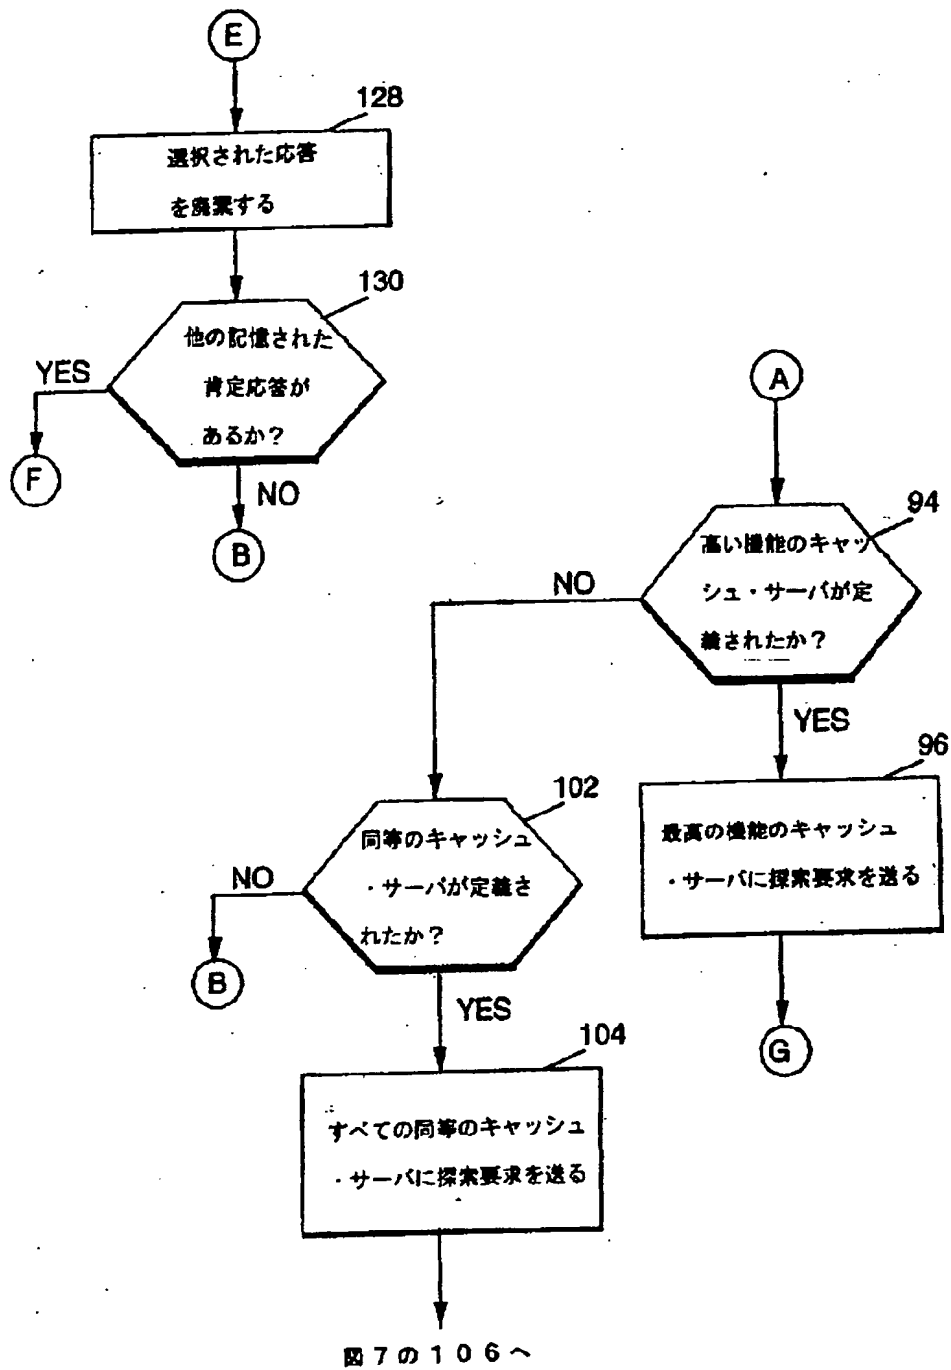 E
128
選択された応答
を廃棄する
130
他の記憶された
肯定応答が
あるか？
YES
F
NO
B
A
94
高い機能のキャッ
シュ・サーバが定
義されたか？
NO
YES
96
最高の機能のキャッシュ
・サーバに探索要求を送る
G
102
同等のキャッシュ
・サーバが定義さ
れたか？
NO
B
YES
104
すべての同等のキャッシュ
・サーバに探索要求を送る
図７の１０６へ